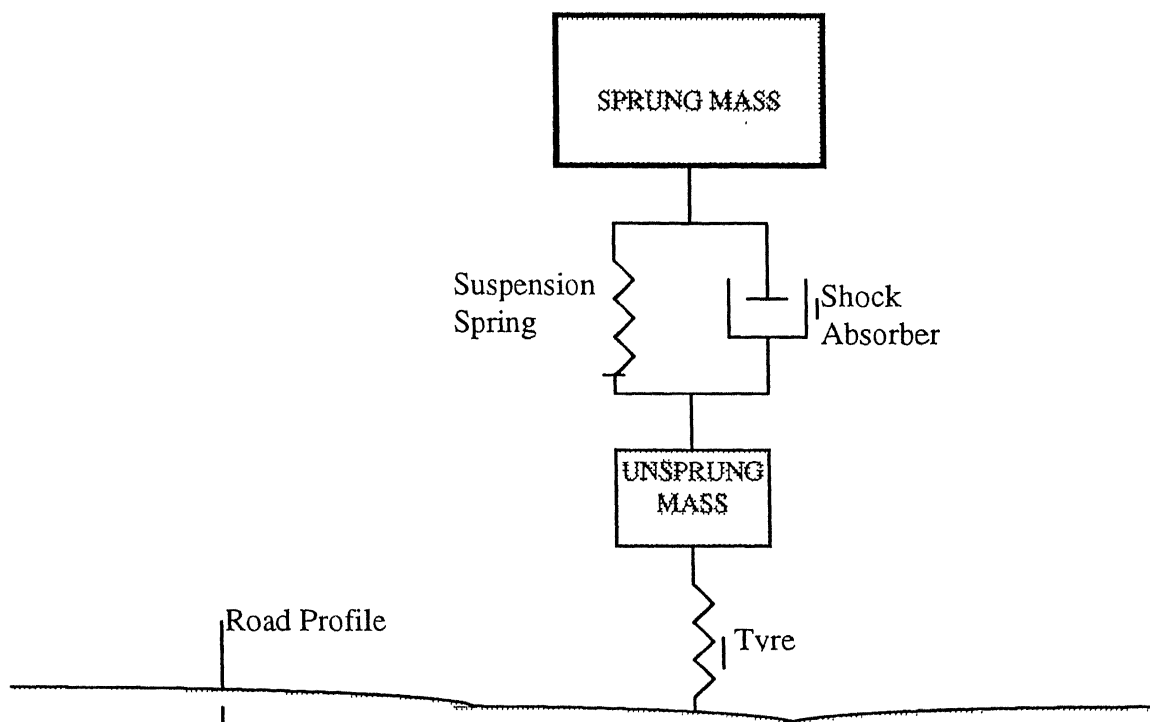 SPRUNG MASS
Suspension
Spring
Shock
Absorber
UNSPRUNG
MASS
Road Profile
Tyre